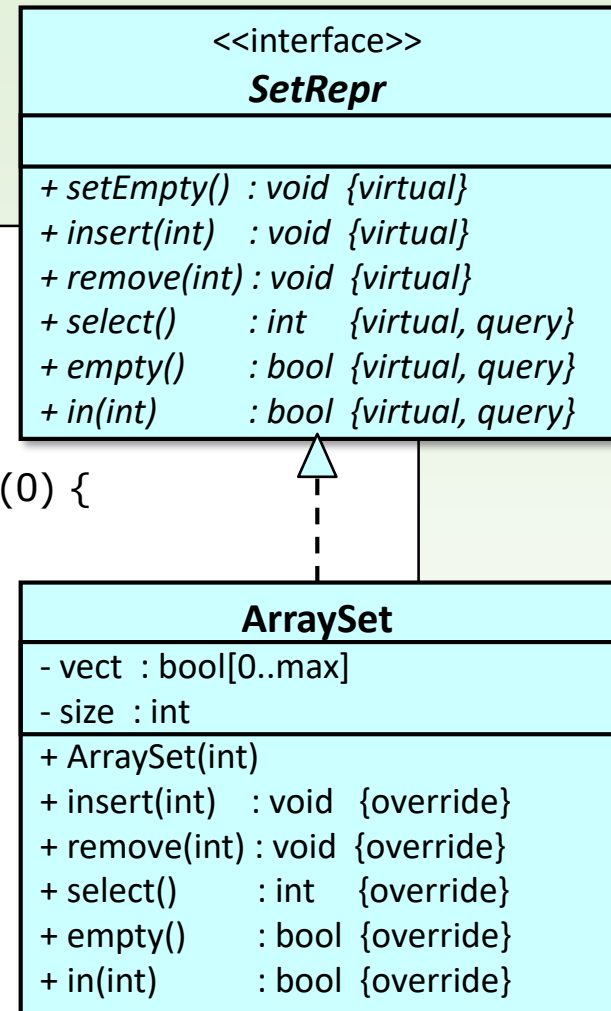 <<interface>>
SetRepr
+ setEmpty() : void {virtual}
+ insert(int) : void {virtual}
+ remove(int) : void {virtual}
+ select() : int {virtual, query}
+ empty() : bool {virtual, query}
+ in(int) : bool {virtual, query}
(0) {
ArraySet
- vect : bool[0..max]
- size : int
+ ArraySet(int)
+ insert(int) : void {override}
+ remove(int) : void {override}
+ select() : int {override}
+ empty() : bool {override}
+ in(int) : bool {override}